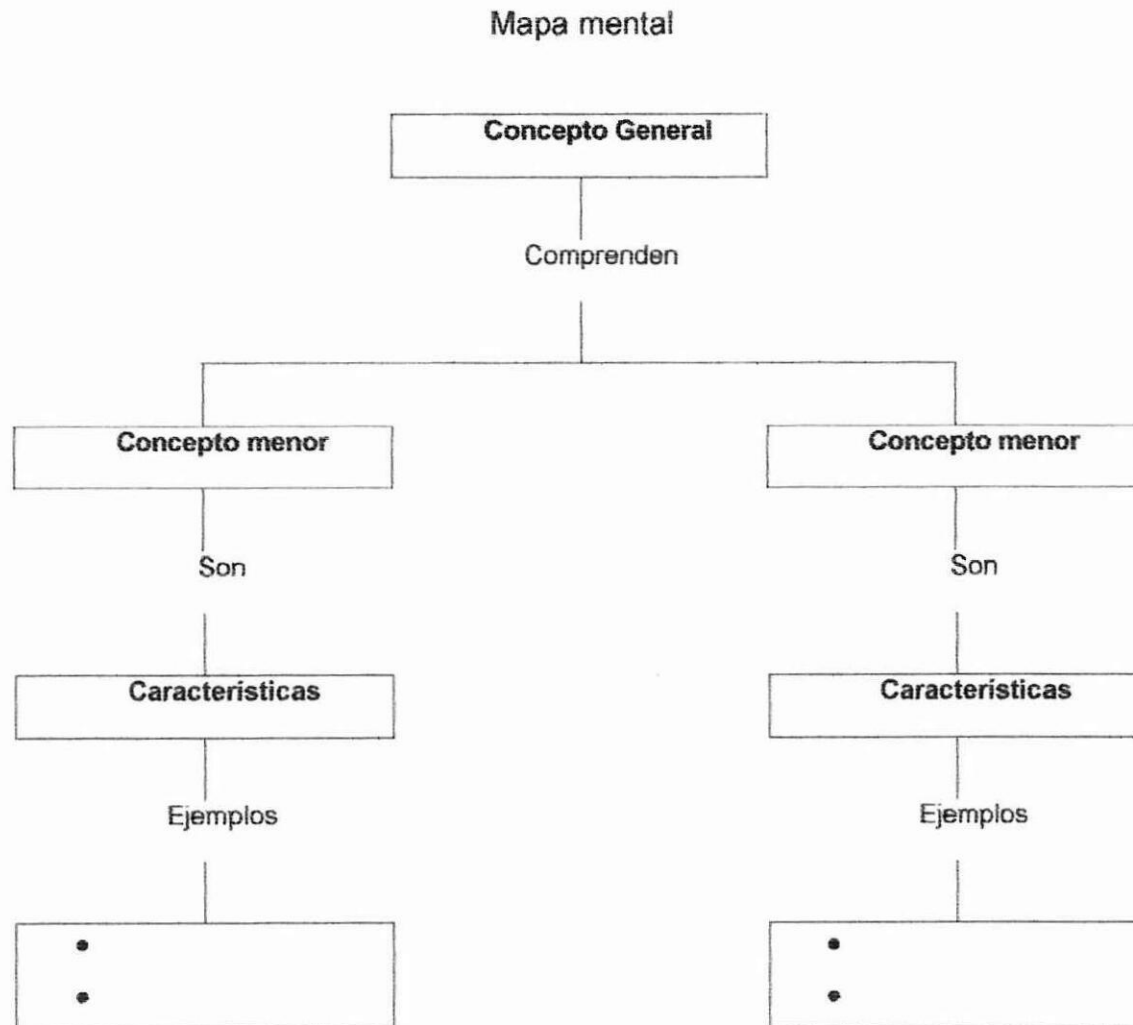 Mapa mental
Concepto General
Comprenden
Concepto menor
Concepto menor
Son
Son
Características
Características
Ejemplos
Ejemplos
•
•
•
•